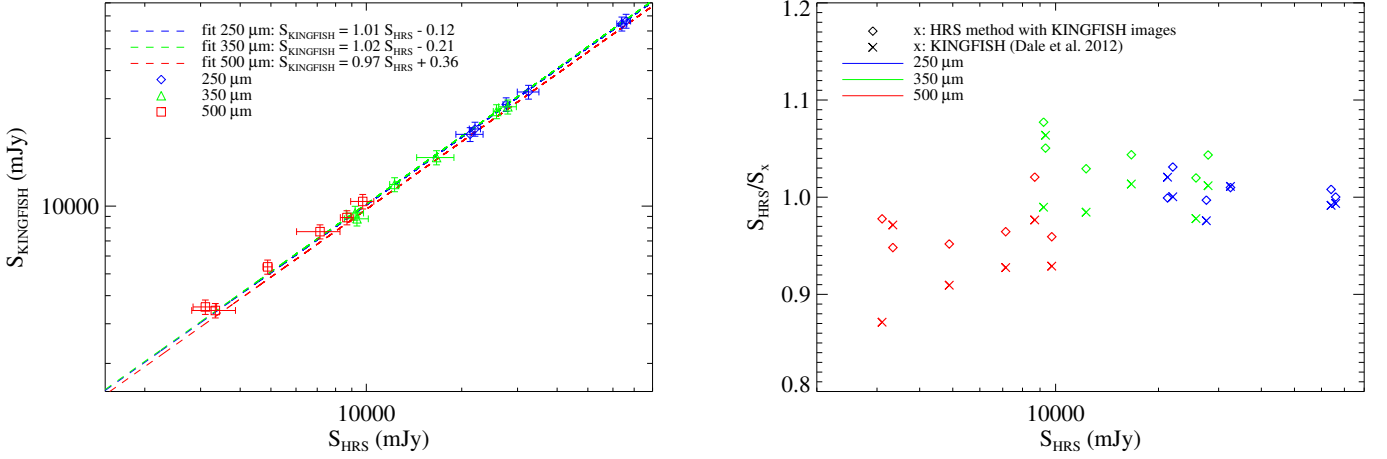 fit 250 µm: S_KINGFISH = 1.01 S_HRS - 0.12
fit 350 µm: S_KINGFISH = 1.02 S_HRS - 0.21
fit 500 µm: S_KINGFISH = 0.97 S_HRS + 0.36
250 µm
350 µm
500 µm
10000
S_KINGFISH (mJy)
10000
S_HRS (mJy)
1.2
1.1
1.0
0.9
0.8
S_HRS/S_x
x: HRS method with KINGFISH images
x: KINGFISH (Dale et al. 2012)
250 µm
350 µm
500 µm
10000
S_HRS (mJy)